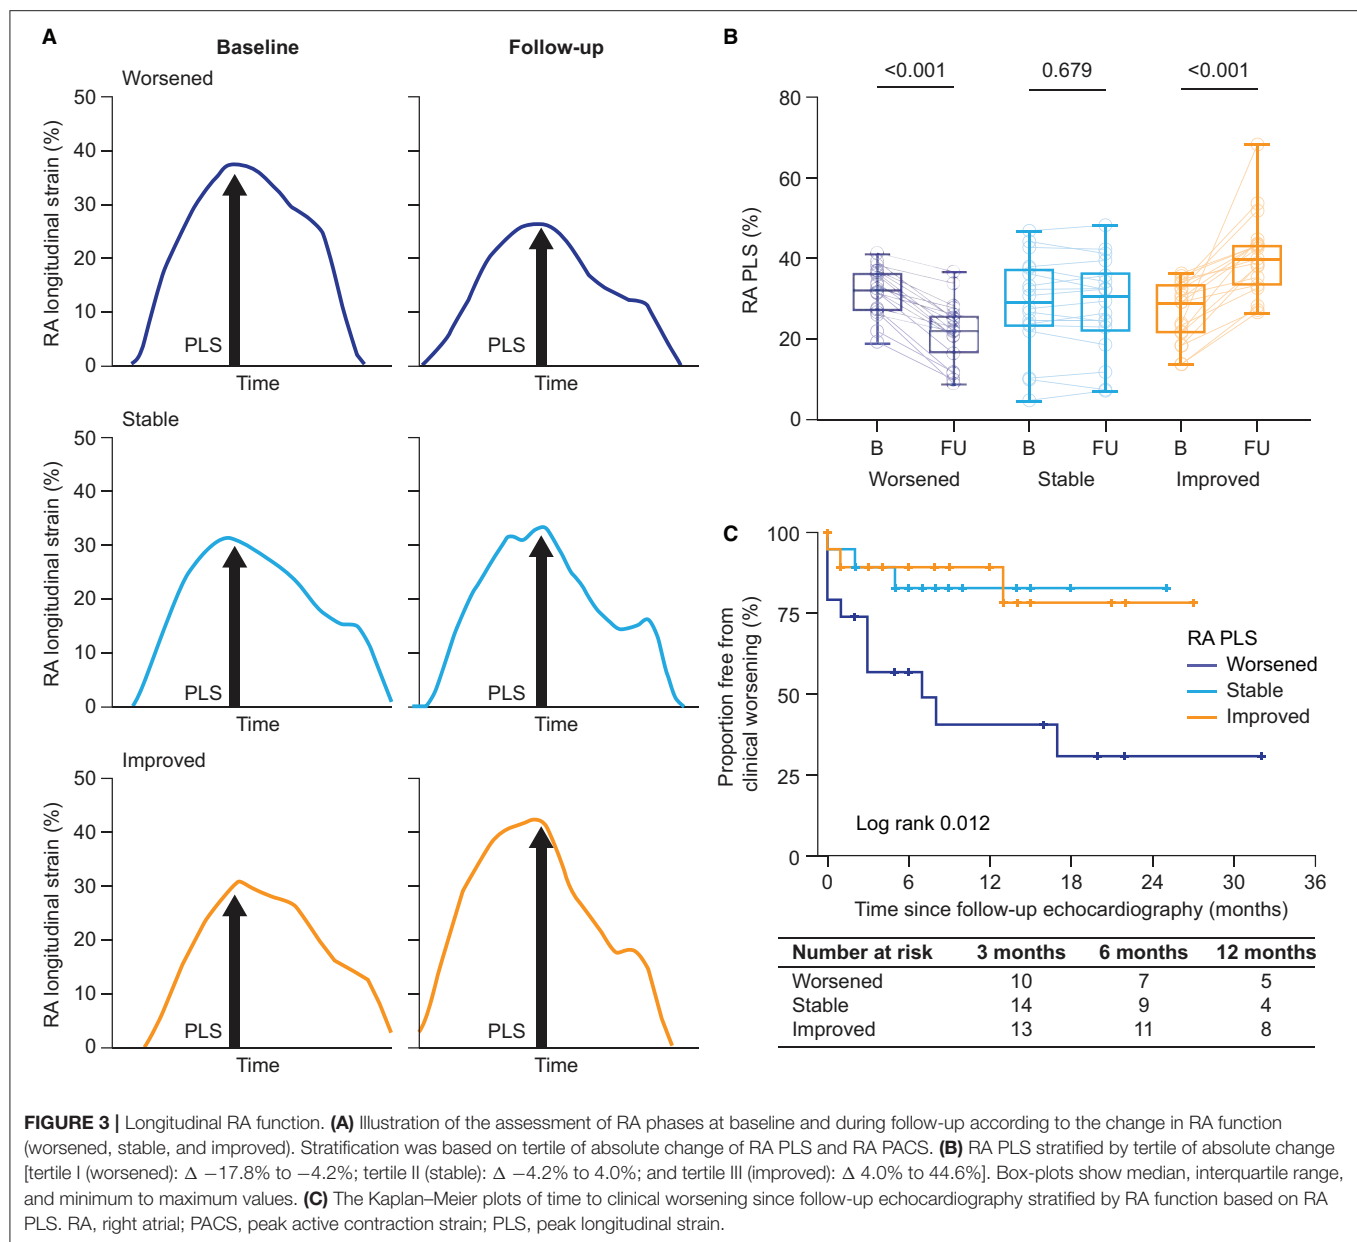 A
Baseline
Follow-up
Worsened
RA longitudinal strain (%)
50
40
30
20
10
0
PLS
Time
PLS
Time
Stable
RA longitudinal strain (%)
50
40
30
20
10
0
PLS
Time
PLS
Time
Improved
RA longitudinal strain (%)
50
40
30
20
10
0
PLS
Time
PLS
Time
B
<0.001
0.679
<0.001
RA PLS (%)
80
60
40
20
0
B FU B FU B FU
Worsened Stable Improved
C
Proportion free from
clinical worsening (%)
100
75
50
25
0
RA PLS
Worsened
Stable
Improved
Log rank 0.012
0 6 12 18 24 30 36
Time since follow-up echocardiography (months)
Number at risk 3 months 6 months 12 months
Worsened 10 7 5
Stable 14 9 4
Improved 13 11 8
FIGURE 3 | Longitudinal RA function. (A) Illustration of the assessment of RA phases at baseline and during follow-up according to the change in RA function
(worsened, stable, and improved). Stratification was based on tertile of absolute change of RA PLS and RA PACS. (B) RA PLS stratified by tertile of absolute change
[tertile I (worsened): Δ −17.8% to −4.2%; tertile II (stable): Δ −4.2% to 4.0%; and tertile III (improved): Δ 4.0% to 44.6%]. Box-plots show median, interquartile range,
and minimum to maximum values. (C) The Kaplan–Meier plots of time to clinical worsening since follow-up echocardiography stratified by RA function based on RA
PLS. RA, right atrial; PACS, peak active contraction strain; PLS, peak longitudinal strain.